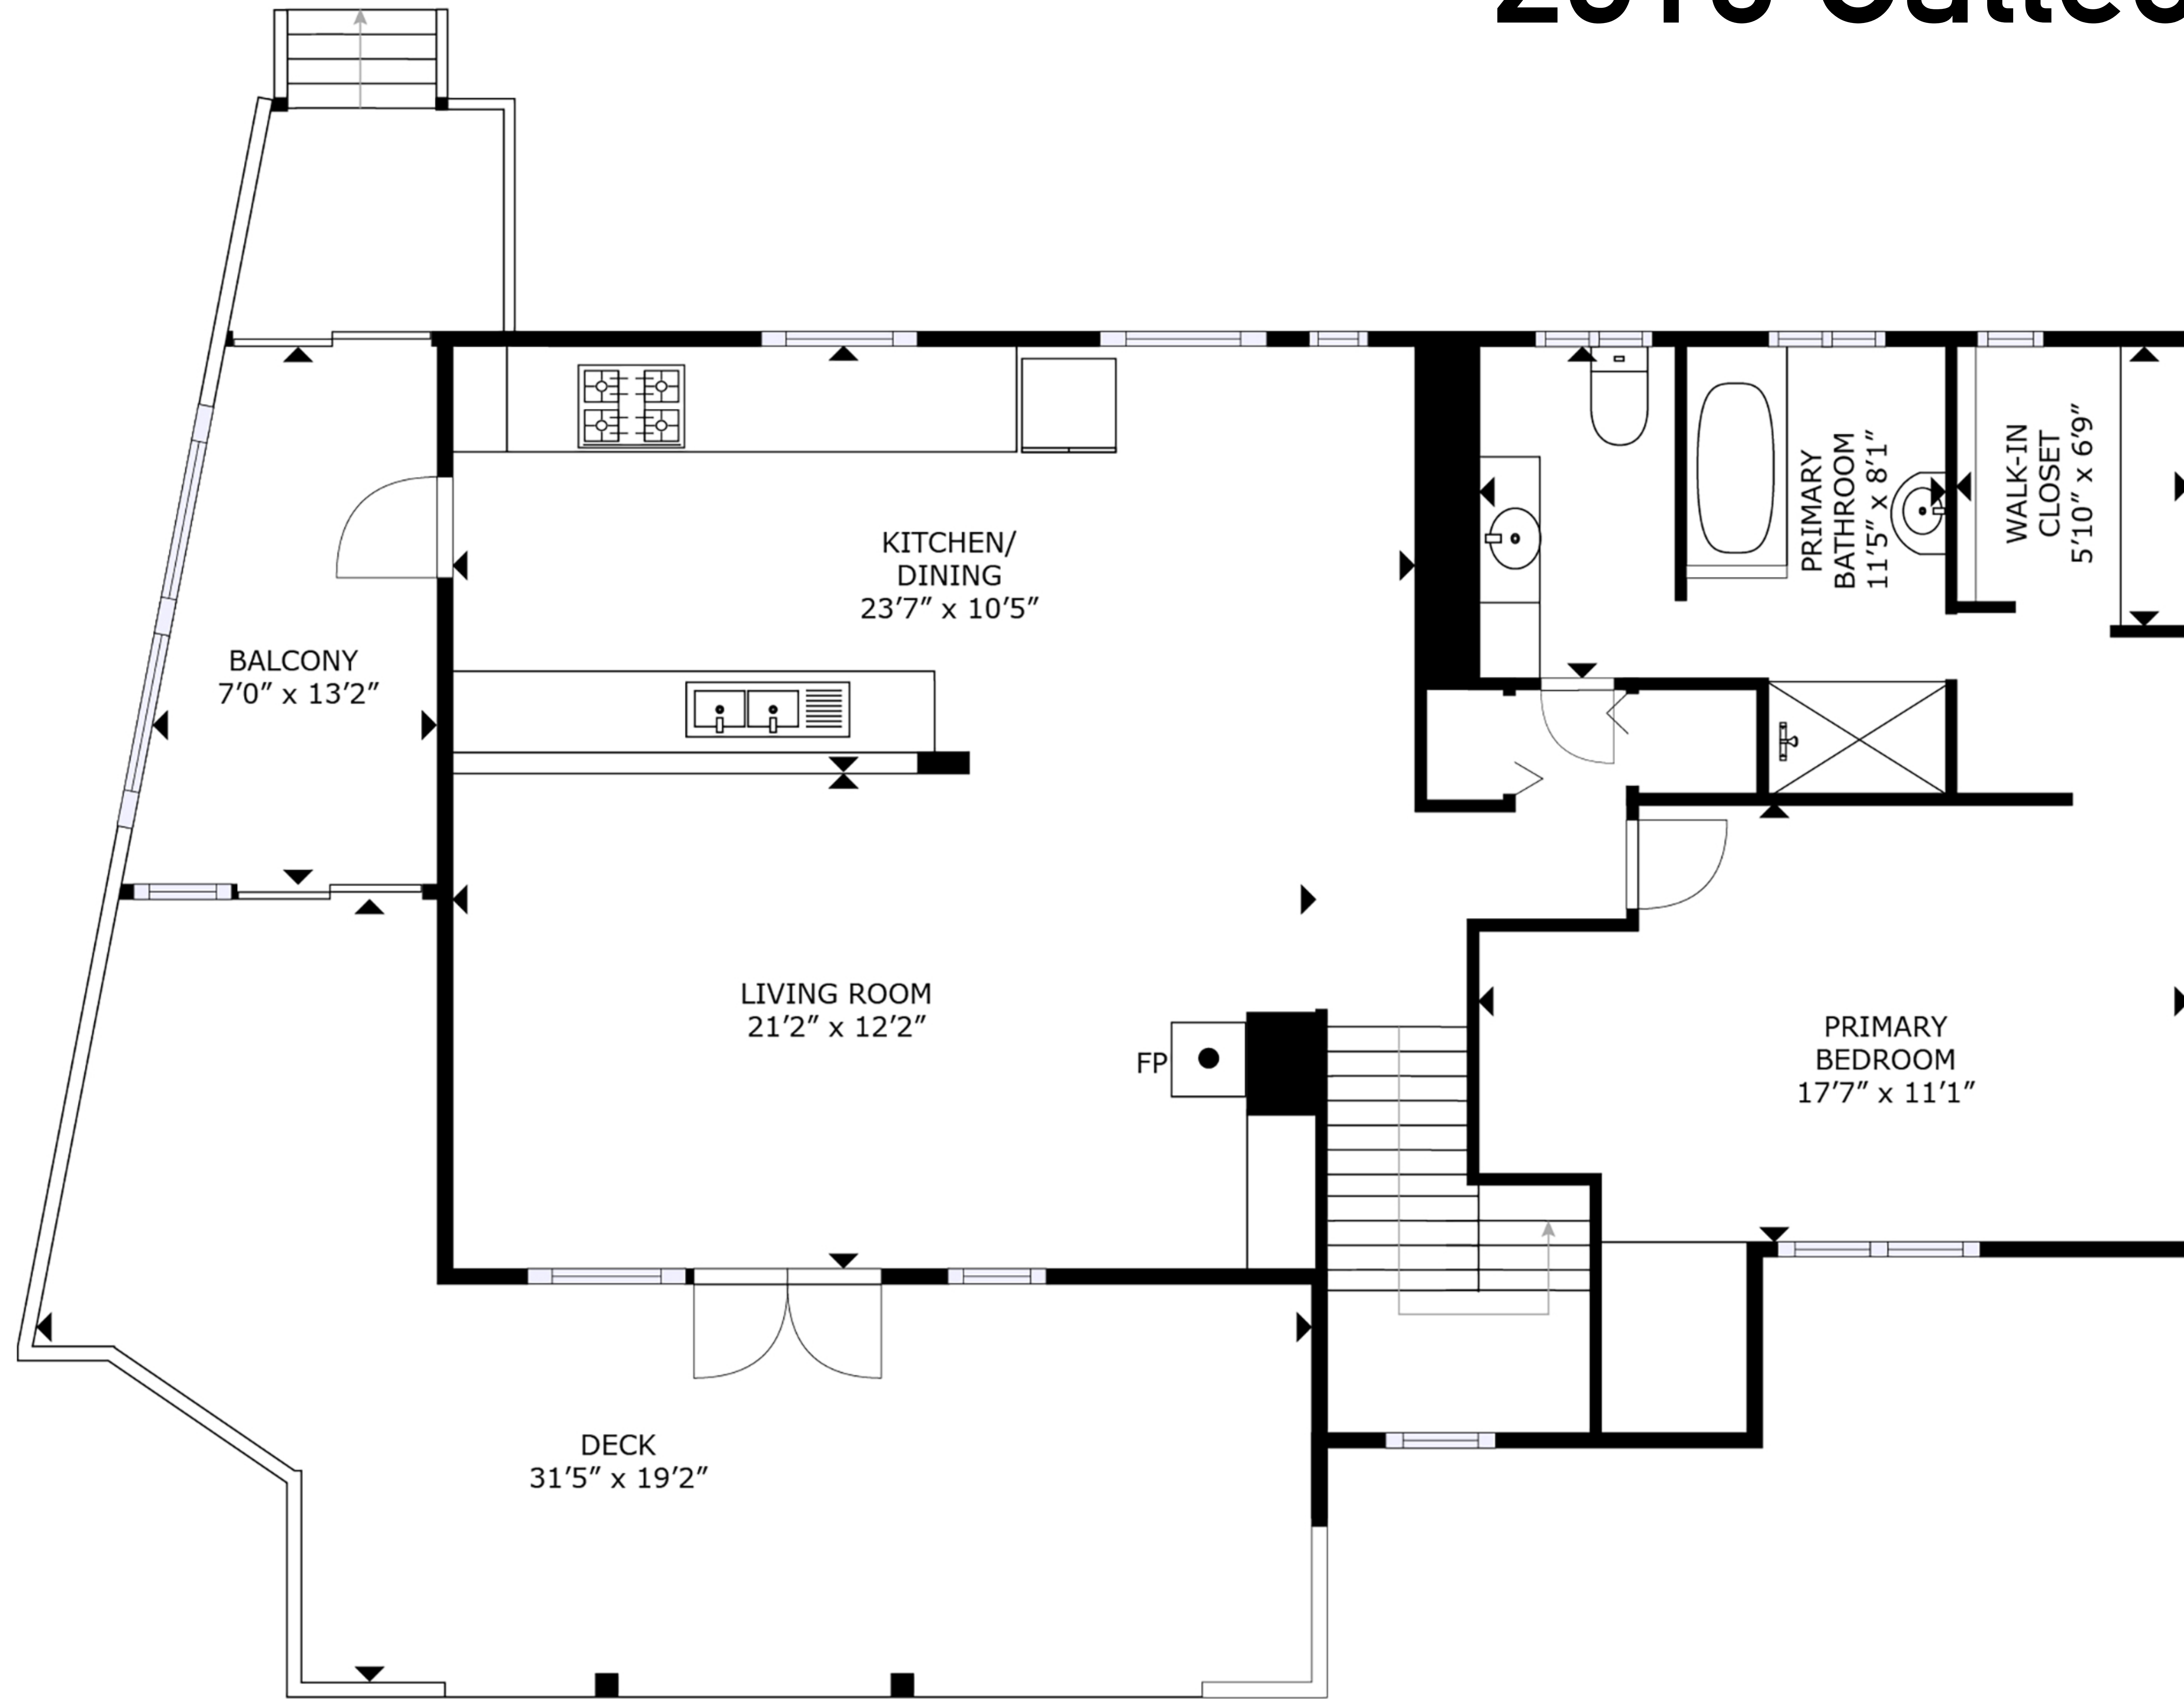 KITCHEN/
DINING
23'7" x 10'5"
PRIMARY
BATHROOM
11'5" x 8'1"
WALK-IN
CLOSET
5'10" x 6'9"
BALCONY
7'0" x 13'2"
LIVING ROOM
21'2" x 12'2"
FP
PRIMARY
BEDROOM
17'7" x 11'1"
DECK
31'5" x 19'2"